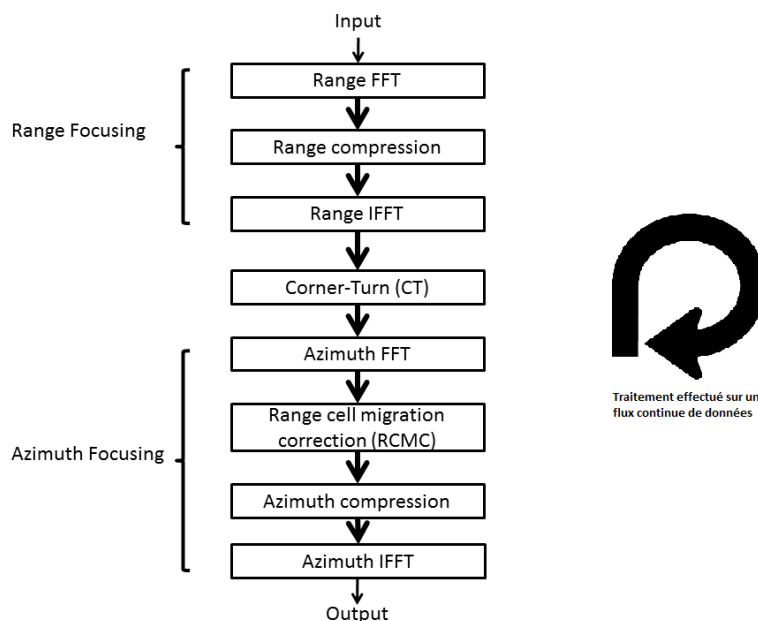 Input
Range FFT
Range Focusing
Range compression
Range IFFT
Corner-Turn (CT)
Azimuth FFT
Traitement effectué sur un
flux continue de données
Range cell migration
correction (RCMC)
Azimuth Focusing
Azimuth compression
Azimuth IFFT
Output